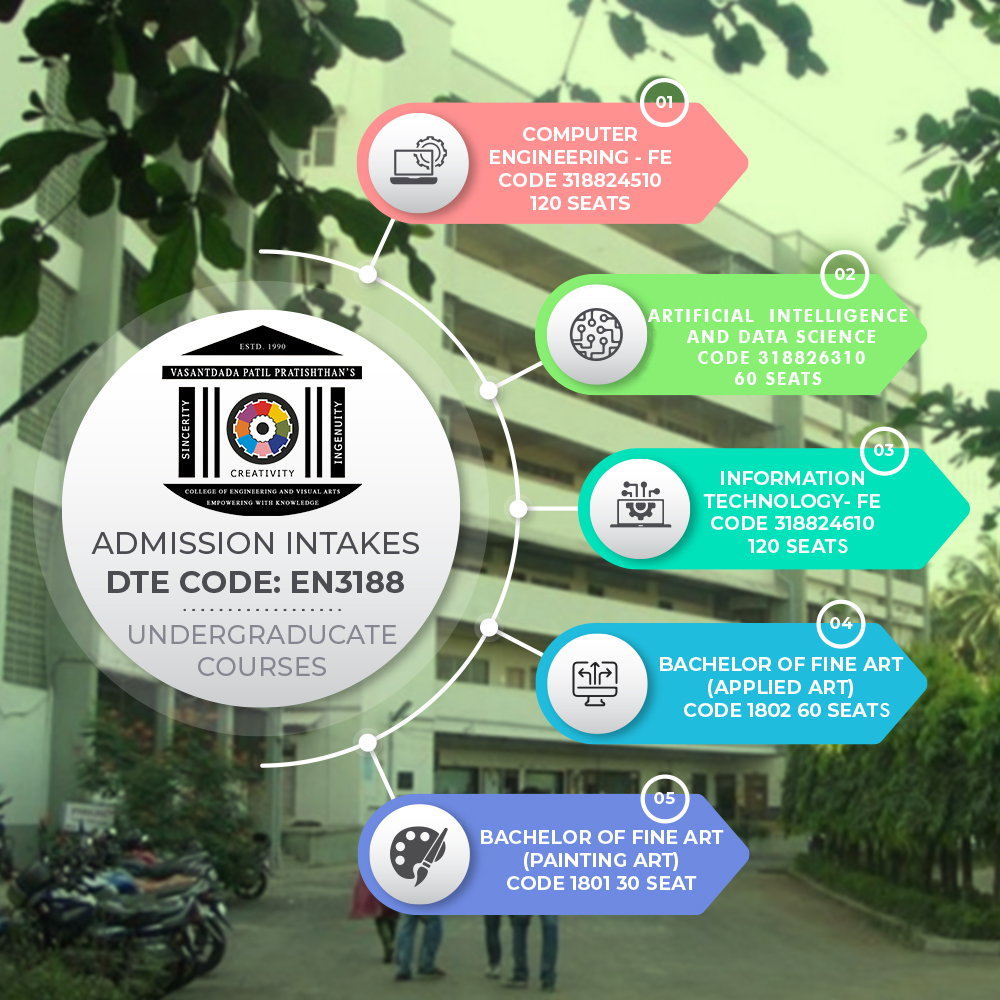 01
COMPUTER
ENGINEERING - FE
CODE 318824510
120 SEATS
02
ARTIFICIAL INTELLIGENCE
AND DATA SCIENCE
CODE 318826310
60 SEATS
ESTD. 1990
VASANTDADA PATIL PRATISHTHAN'S
SINCERITY
INGENUITY
CREATIVITY
COLLEGE OF ENGINEERING AND VISUAL ARTS
EMPOWERING WITH KNOWLEDGE
ADMISSION INTAKES
DTE CODE: EN3188
UNDERGRADUCATE
COURSES
03
INFORMATION
TECHNOLOGY- FE
CODE 318824610
120 SEATS
04
BACHELOR OF FINE ART
(APPLIED ART)
CODE 1802 60 SEATS
05
BACHELOR OF FINE ART
(PAINTING ART)
CODE 1801 30 SEAT